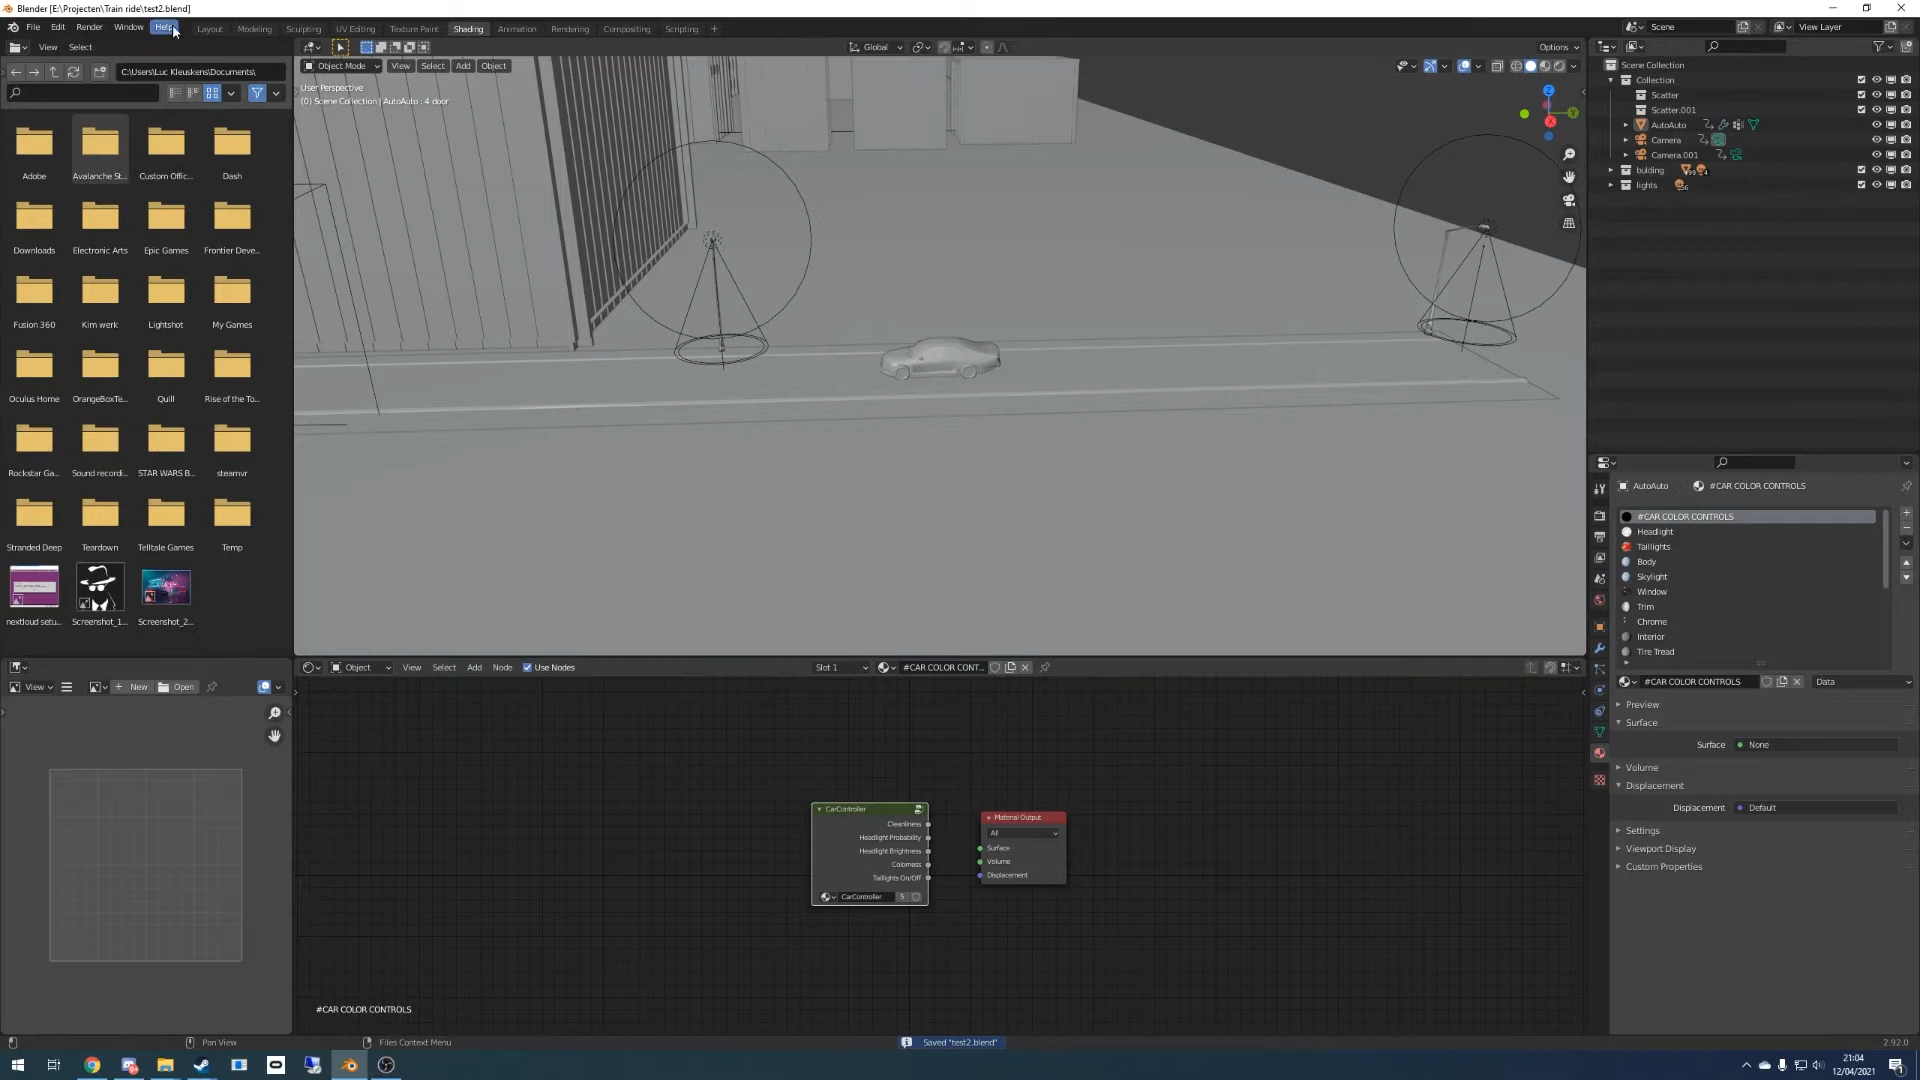 Blender [E:\Projecten\Train ride\test2.blend]
File Edit Render Window Help Layout Modeling Sculpting UV Editing Texture Paint Shading Animation Rendering Compositing Scripting + Scene View Layer
View Select Global Options
C:\Users\Luc Kleuskens\Documents\ Object Mode View Select Add Object
User Perspective
(0) Scene Collection | AutoAuto : 4 door
Adobe Avalanche St... Custom Offic... Dash
Downloads Electronic Arts Epic Games Frontier Deve...
Fusion 360 Kim werk Lightshot My Games
Oculus Home OrangeBoxTe... Quill Rise of the To...
Rockstar Ga... Sound recordi... STAR WARS B... steamvr
Stranded Deep Teardown Telltale Games Temp
nextloud setu... Screenshot_1... Screenshot_2...
Z
Y
X
Scene Collection
Collection
Scatter
Scatter.001
AutoAuto
Camera
Camera.001
bulding
lights
AutoAuto #CAR COLOR CONTROLS
#CAR COLOR CONTROLS
Headlight
Taillights
Body
Skylight
Window
Trim
Chrome
Interior
Tire Tread
#CAR COLOR CONTROLS Data
Preview
Surface
Surface None
Volume
Displacement
Displacement Default
Settings
Viewport Display
Custom Properties
Object View Select Add Node Use Nodes Slot 1 #CAR COLOR CONT...
View New Open
CarController
Cleanliness
Headlight Probability
Headlight Brightness
Colorness
Taillights On/Off
CarController 5
Material Output
All
Surface
Volume
Displacement
#CAR COLOR CONTROLS
Pan View Files Context Menu Saved "test2.blend" 2.92.0
21:04
12/04/2021